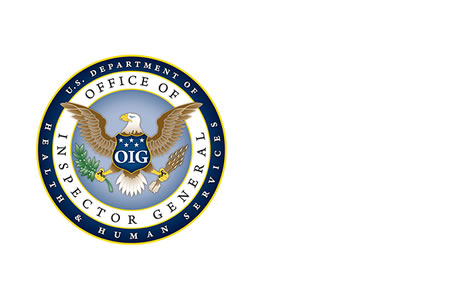 U.S. DEPARTMENT OF
HEALTH & HUMAN SERVICES
OFFICE OF
INSPECTOR GENERAL
OIG